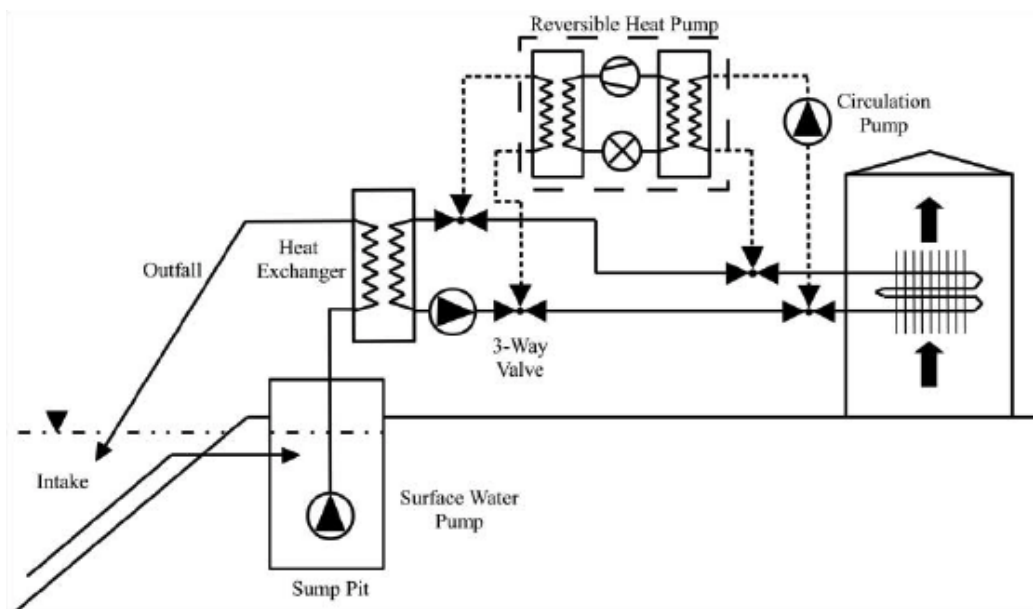 Reversible Heat Pump
Circulation
Pump
Heat
Exchanger
Outfall
3-Way
Valve
Intake
Surface Water
Pump
Sump Pit